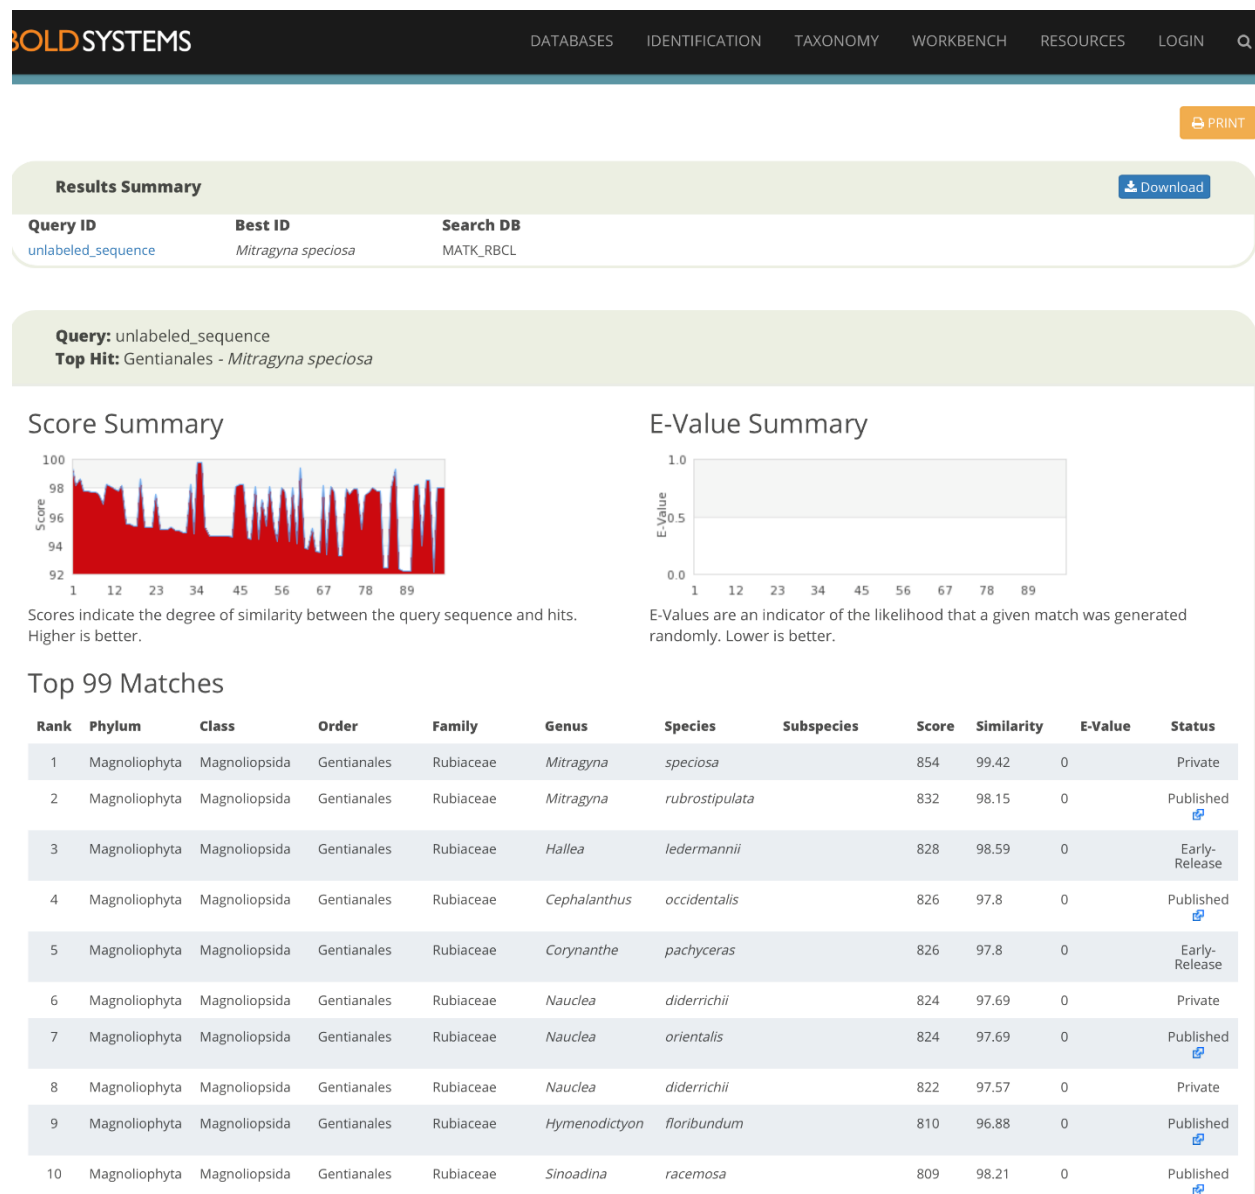 BOLDSYSTEMS DATABASES IDENTIFICATION TAXONOMY WORKBENCH RESOURCES LOGIN
PRINT
Results Summary Download
Query ID Best ID Search DB
unlabeled_sequence Mitragyna speciosa MATK_RBCL
Query: unlabeled_sequence
Top Hit: Gentianales - Mitragyna speciosa
Score Summary
100
98
96
94
92
Score
1 12 23 34 45 56 67 78 89
Scores indicate the degree of similarity between the query sequence and hits.
Higher is better.
E-Value Summary
1.0
0.5
0.0
E-Value
1 12 23 34 45 56 67 78 89
E-Values are an indicator of the likelihood that a given match was generated
randomly. Lower is better.
Top 99 Matches
Rank Phylum Class Order Family Genus Species Subspecies Score Similarity E-Value Status
1 Magnoliophyta Magnoliopsida Gentianales Rubiaceae Mitragyna speciosa 854 99.42 0 Private
2 Magnoliophyta Magnoliopsida Gentianales Rubiaceae Mitragyna rubrostipulata 832 98.15 0 Published
3 Magnoliophyta Magnoliopsida Gentianales Rubiaceae Hallea ledermannii 828 98.59 0 Early-
Release
4 Magnoliophyta Magnoliopsida Gentianales Rubiaceae Cephalanthus occidentalis 826 97.8 0 Published
5 Magnoliophyta Magnoliopsida Gentianales Rubiaceae Corynanthe pachyceras 826 97.8 0 Early-
Release
6 Magnoliophyta Magnoliopsida Gentianales Rubiaceae Nauclea diderrichii 824 97.69 0 Private
7 Magnoliophyta Magnoliopsida Gentianales Rubiaceae Nauclea orientalis 824 97.69 0 Published
8 Magnoliophyta Magnoliopsida Gentianales Rubiaceae Nauclea diderrichii 822 97.57 0 Private
9 Magnoliophyta Magnoliopsida Gentianales Rubiaceae Hymenodictyon floribundum 810 96.88 0 Published
10 Magnoliophyta Magnoliopsida Gentianales Rubiaceae Sinoadina racemosa 809 98.21 0 Published